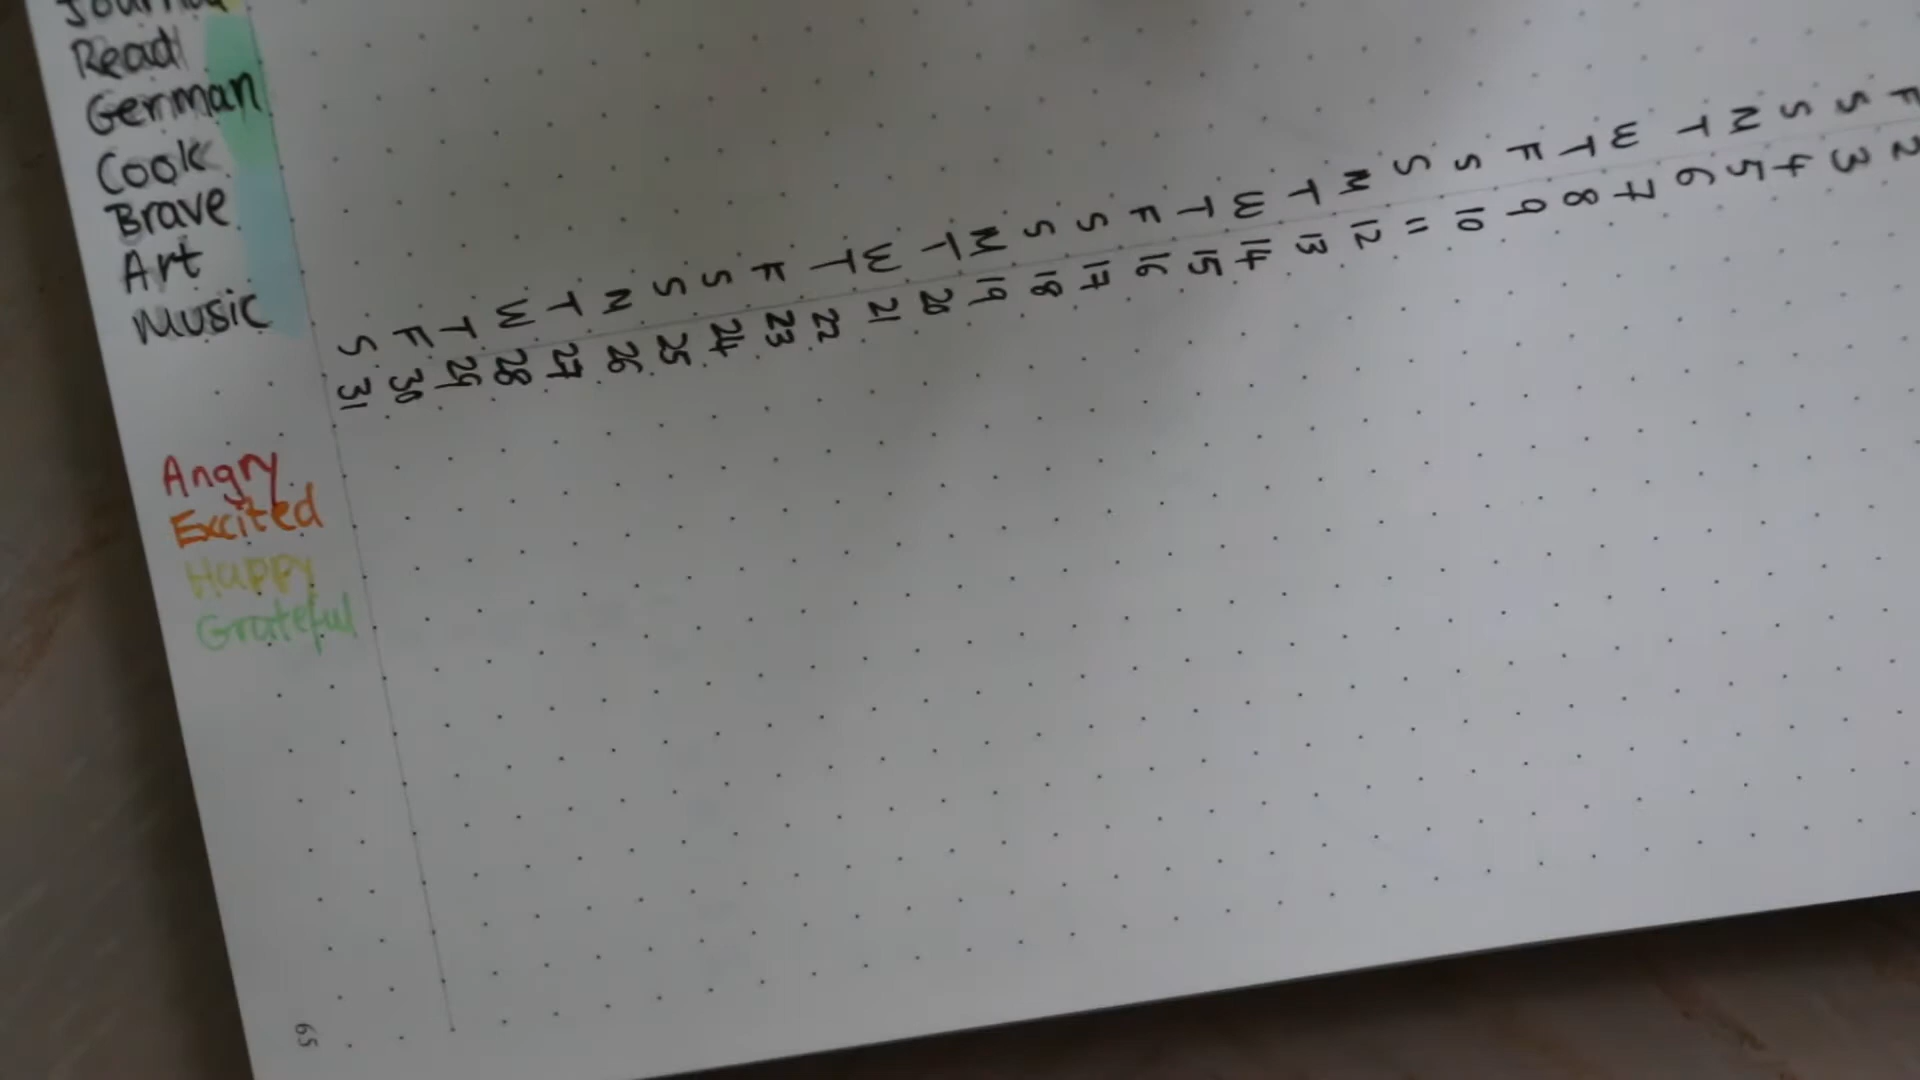 Journal
Read
German
Cook
Brave
Art
Music
F 2
S 3
S 4
M 5
T 6
W 7
T 8
F 9
S 10
S 11
M 12
T 13
W 14
T 15
F 16
S 17
S 18
M 19
T 20
W 21
T 22
F 23
S 24
S 25
M 26
T 27
W 28
T 29
F 30
S 31
Angry
Excited
Happy
Grateful
65